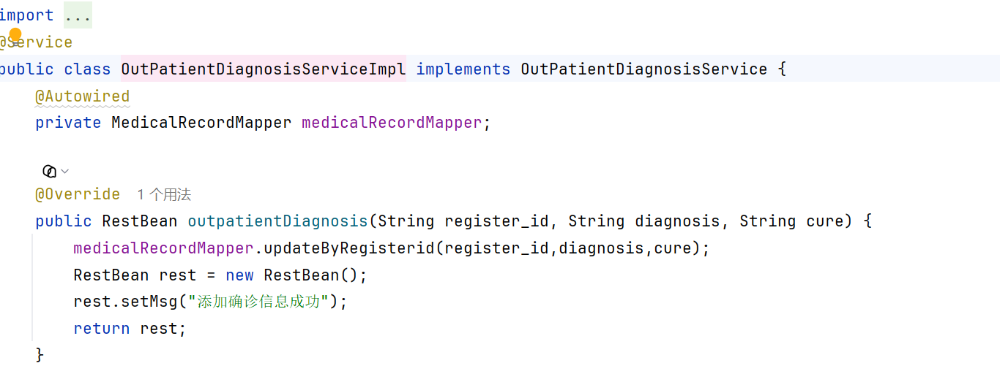 import ...
@Service
public class OutPatientDiagnosisServiceImpl implements OutPatientDiagnosisService {
@Autowired
private MedicalRecordMapper medicalRecordMapper;
@Override 1 个用法
public RestBean outpatientDiagnosis(String register_id, String diagnosis, String cure) {
medicalRecordMapper.updateByRegisterid(register_id,diagnosis,cure);
RestBean rest = new RestBean();
rest.setMsg("添加确诊信息成功");
return rest;
}